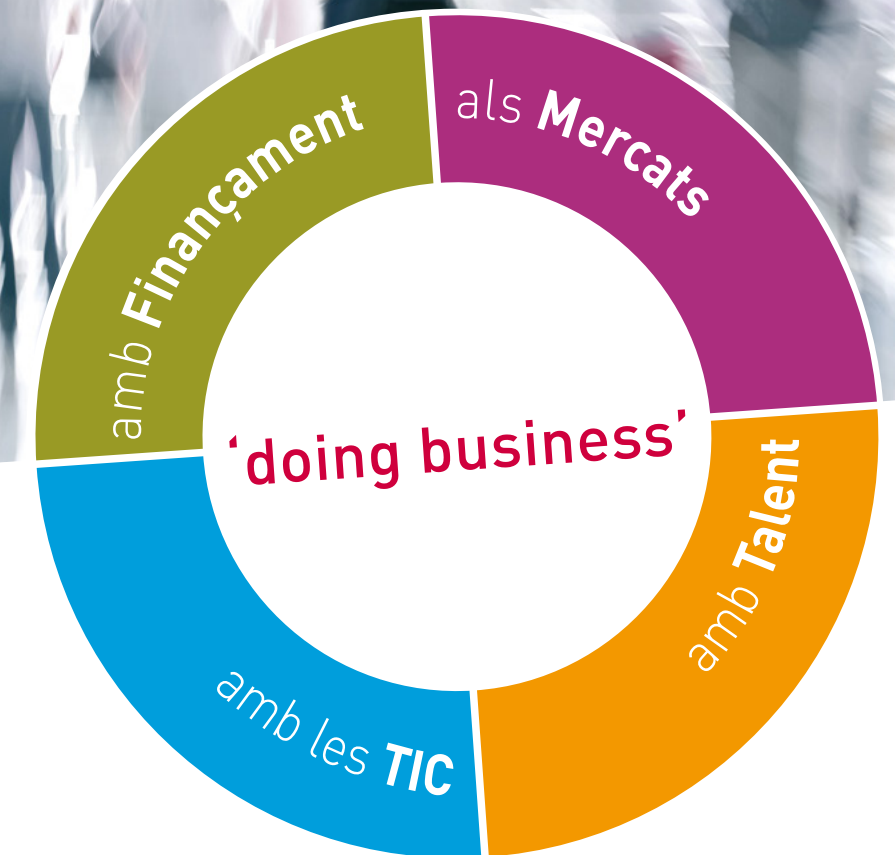 amb Finançament
als Mercats
'doing business'
amb Talent
amb les TIC